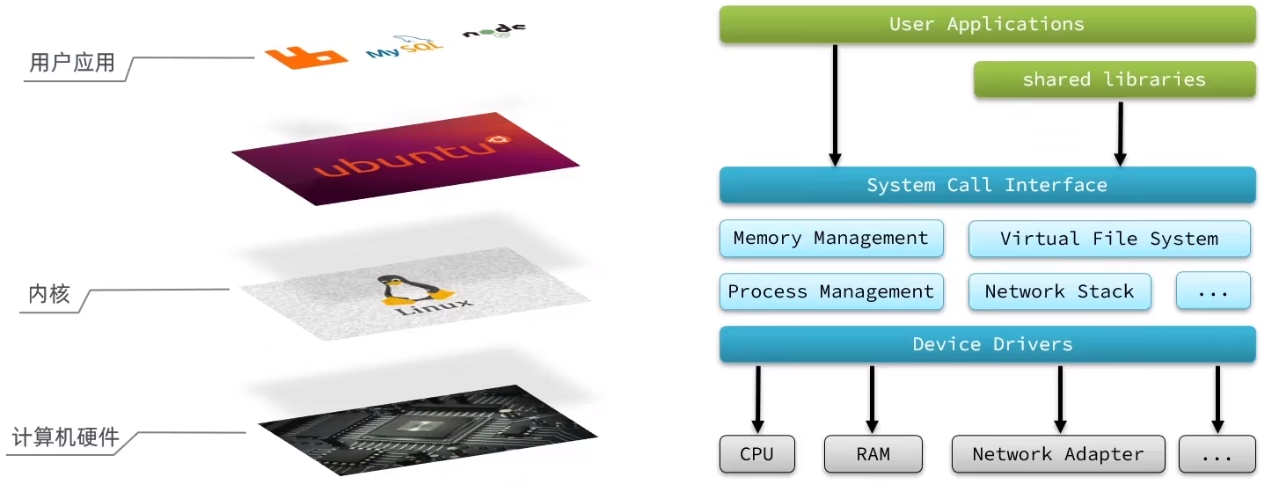 用户应用
MySQL
node
ubuntu
内核
Linux
计算机硬件
User Applications
shared libraries
System Call Interface
Memory Management
Virtual File System
Process Management
Network Stack
...
Device Drivers
CPU
RAM
Network Adapter
...